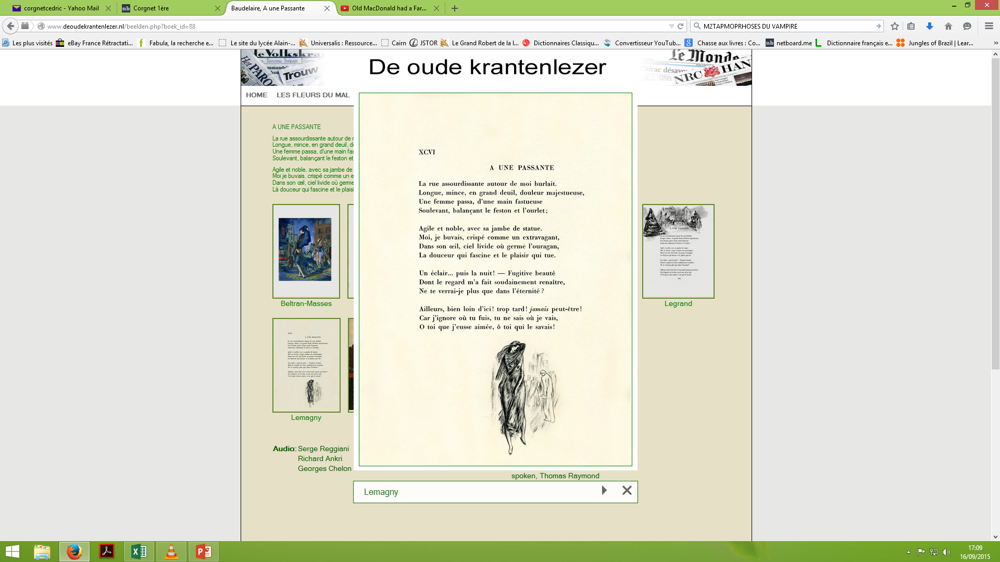 corgnetcedric - Yahoo Mail
Corgnet 1ère
Baudelaire, A une Passante
Old MacDonald had a Far...
www.deoudekrantenlezer.nl/beelden.php?boek_id=88
M2TAPMOPRHOSES DU VAMPIRE
Les plus visités
eBay France Rétractati...
Fabula, la recherche e...
Le site du lycée Alain-...
Universalis : Ressource...
Cairn
JSTOR
Le Grand Robert de la l...
Dictionnaires Classiqu...
Convertisseur YouTub...
Chasse aux livres : Co...
netboard.me
Dictionnaire français e...
Jungles of Brazil | Lear...
le Volkskra
Het PAROO
Trouw
De oude krantenlezer
Le Monde
Chirac désavo
NRC HAN
HOME
LES FLEURS DU MAL
A UNE PASSANTE
La rue assourdissante autour de
Longue, mince, en grand deuil,
Une femme passa, d'une main
Soulevant, balançant le feston et
Agile et noble, avec sa jambe de
Moi je buvais, crispé comme un
Dans son œil, ciel livide où germe
Là douceur qui fascine et le plaisi
Beltran-Masses
Lemagny
Legrand
XCVI
A UNE PASSANTE
La rue assourdissante autour de moi hurlait.
Longue, mince, en grand deuil, douleur majestueuse,
Une femme passa, d'une main fastueuse
Soulevant, balançant le feston et l'ourlet;
Agile et noble, avec sa jambe de statue.
Moi, je buvais, crispé comme un extravagant,
Dans son œil, ciel livide où germe l'ouragan,
La douceur qui fascine et le plaisir qui tue.
Un éclair... puis la nuit! — Fugitive beauté
Dont le regard m'a fait soudainement renaître,
Ne te verrai-je plus que dans l'éternité?
Ailleurs, bien loin d'ici! trop tard! jamais peut-être!
Car j'ignore où tu fuis, tu ne sais où je vais,
O toi que j'eusse aimée, ô toi qui le savais!
Audio: Serge Reggiani
Richard Ankri
Georges Chelon
spoken, Thomas Raymond
Lemagny
17:09
16/09/2015